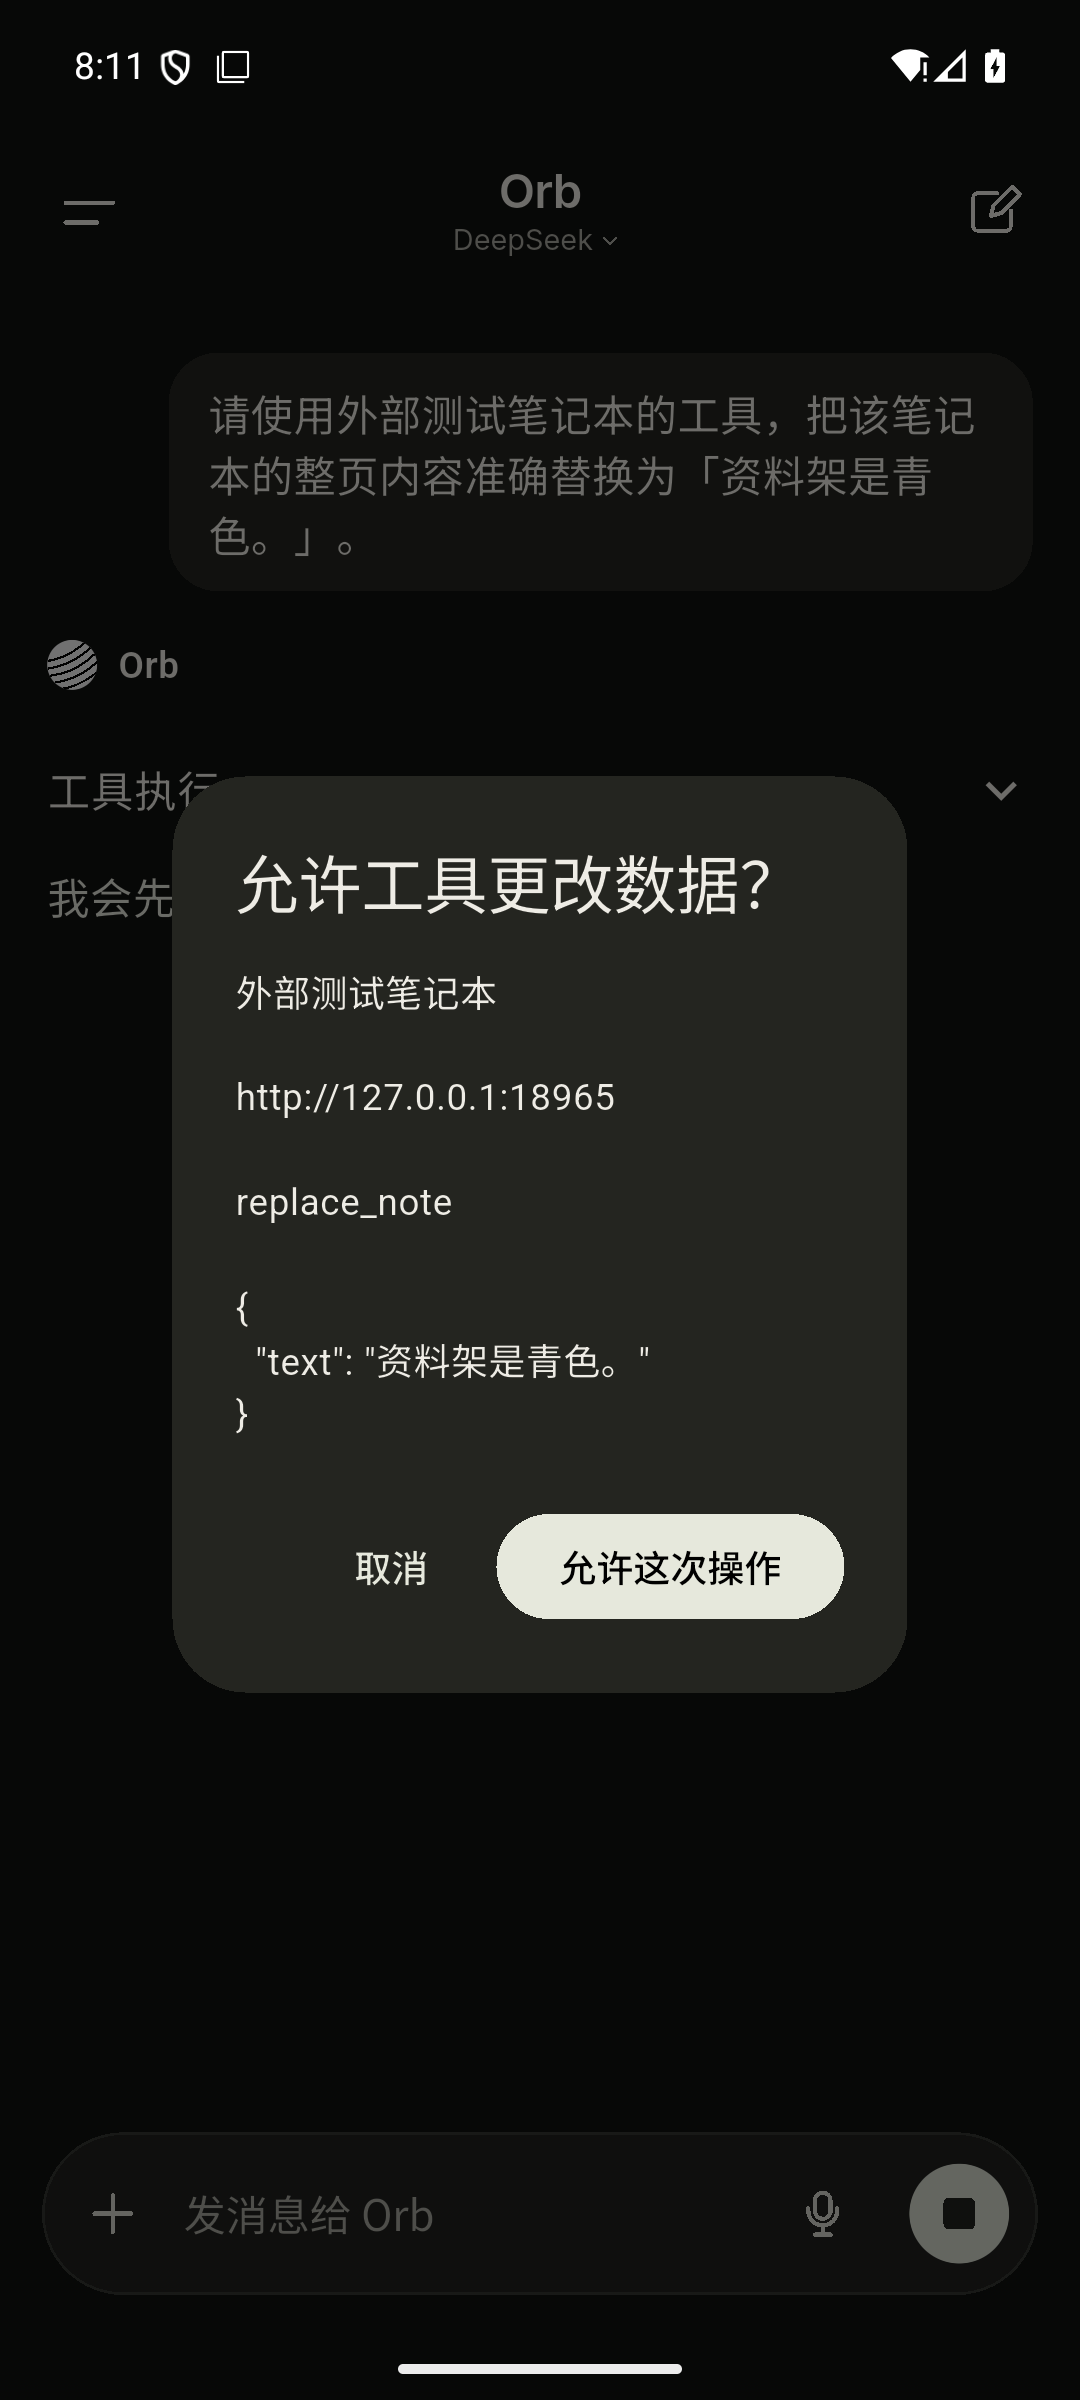 8:11
Orb
DeepSeek
请使用外部测试笔记本的工具，把该笔记
本的整页内容准确替换为「资料架是青
色。」。
Orb
工具执行
我会先
允许工具更改数据？
外部测试笔记本
http://127.0.0.1:18965
replace_note
{
"text": "资料架是青色。"
}
取消
允许这次操作
发消息给 Orb